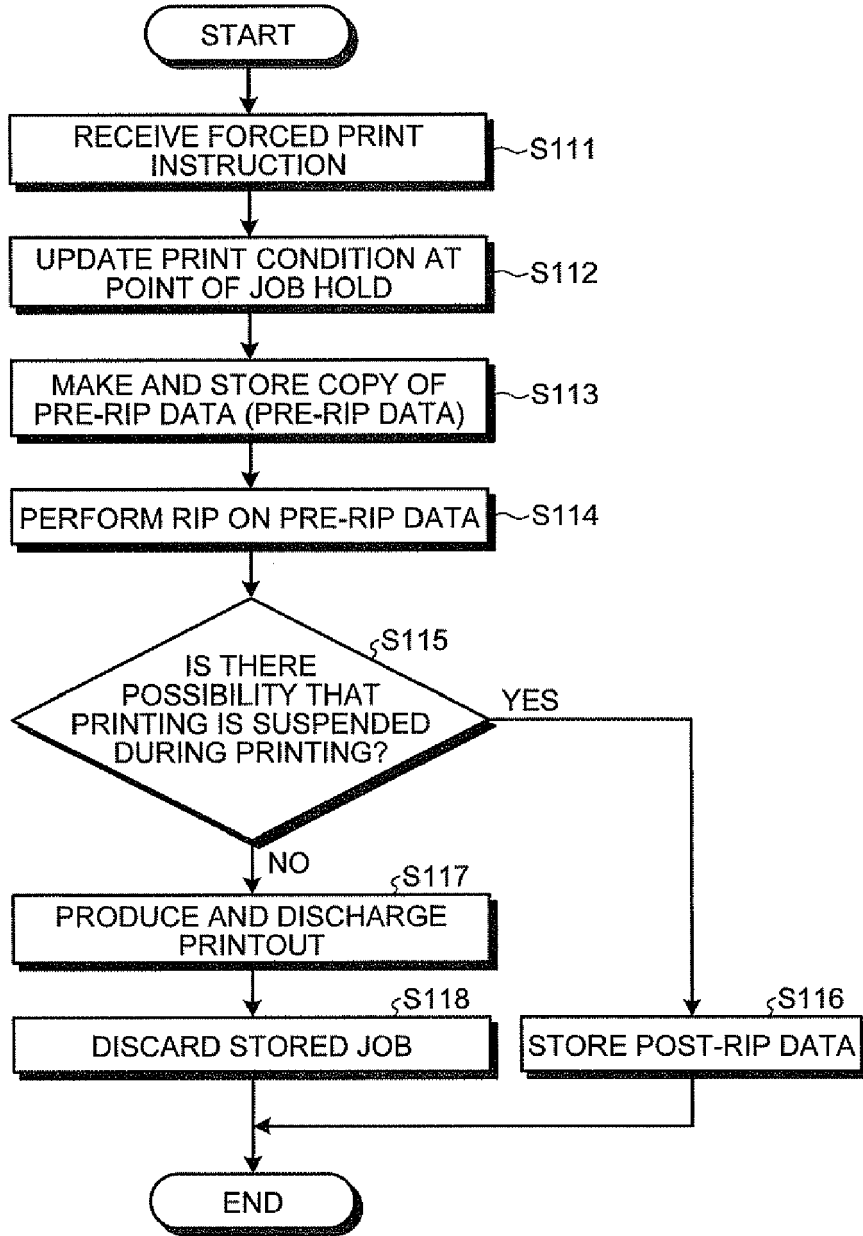 START
RECEIVE FORCED PRINT
INSTRUCTION
S111
UPDATE PRINT CONDITION AT
POINT OF JOB HOLD
S112
MAKE AND STORE COPY OF
PRE-RIP DATA (PRE-RIP DATA)
S113
PERFORM RIP ON PRE-RIP DATA
S114
S115
IS THERE
POSSIBILITY THAT
PRINTING IS SUSPENDED
DURING PRINTING?
YES
NO
S117
PRODUCE AND DISCHARGE
PRINTOUT
S118
DISCARD STORED JOB
S116
STORE POST-RIP DATA
END